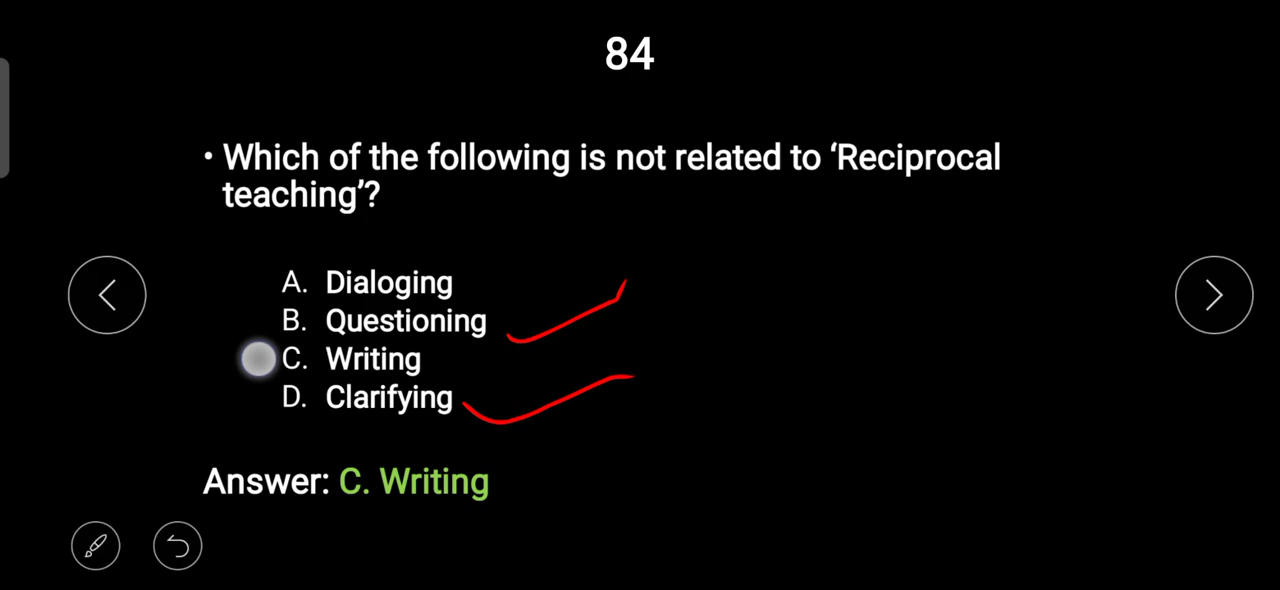 84
• Which of the following is not related to ‘Reciprocal
teaching’?
A. Dialoging
B. Questioning
C. Writing
D. Clarifying
Answer: C. Writing